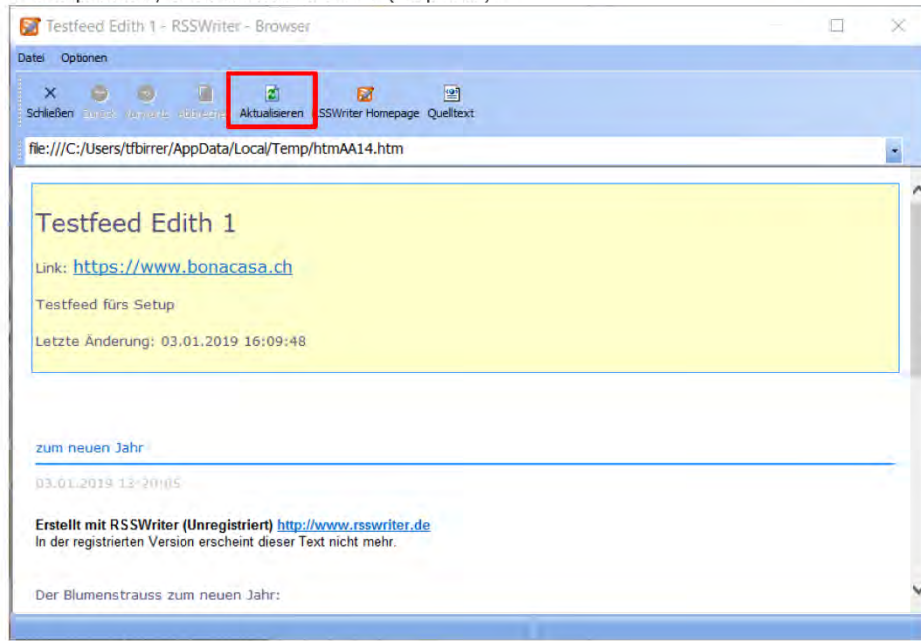 Testfeed Edith 1 - RSSWriter - Browser
Datei Optionen
Schließen Aktualisieren RSSWriter Homepage Quelltext
file:///C:/Users/tfbirrer/AppData/Local/Temp/htmAA14.htm
Testfeed Edith 1
Link: https://www.bonacasa.ch
Testfeed fürs Setup
Letzte Änderung: 03.01.2019 16:09:48
zum neuen Jahr
03.01.2019 13:20:05
Erstellt mit RSSWriter (Unregistriert) http://www.rsswriter.de
In der registrierten Version erscheint dieser Text nicht mehr.
Der Blumenstrauss zum neuen Jahr: